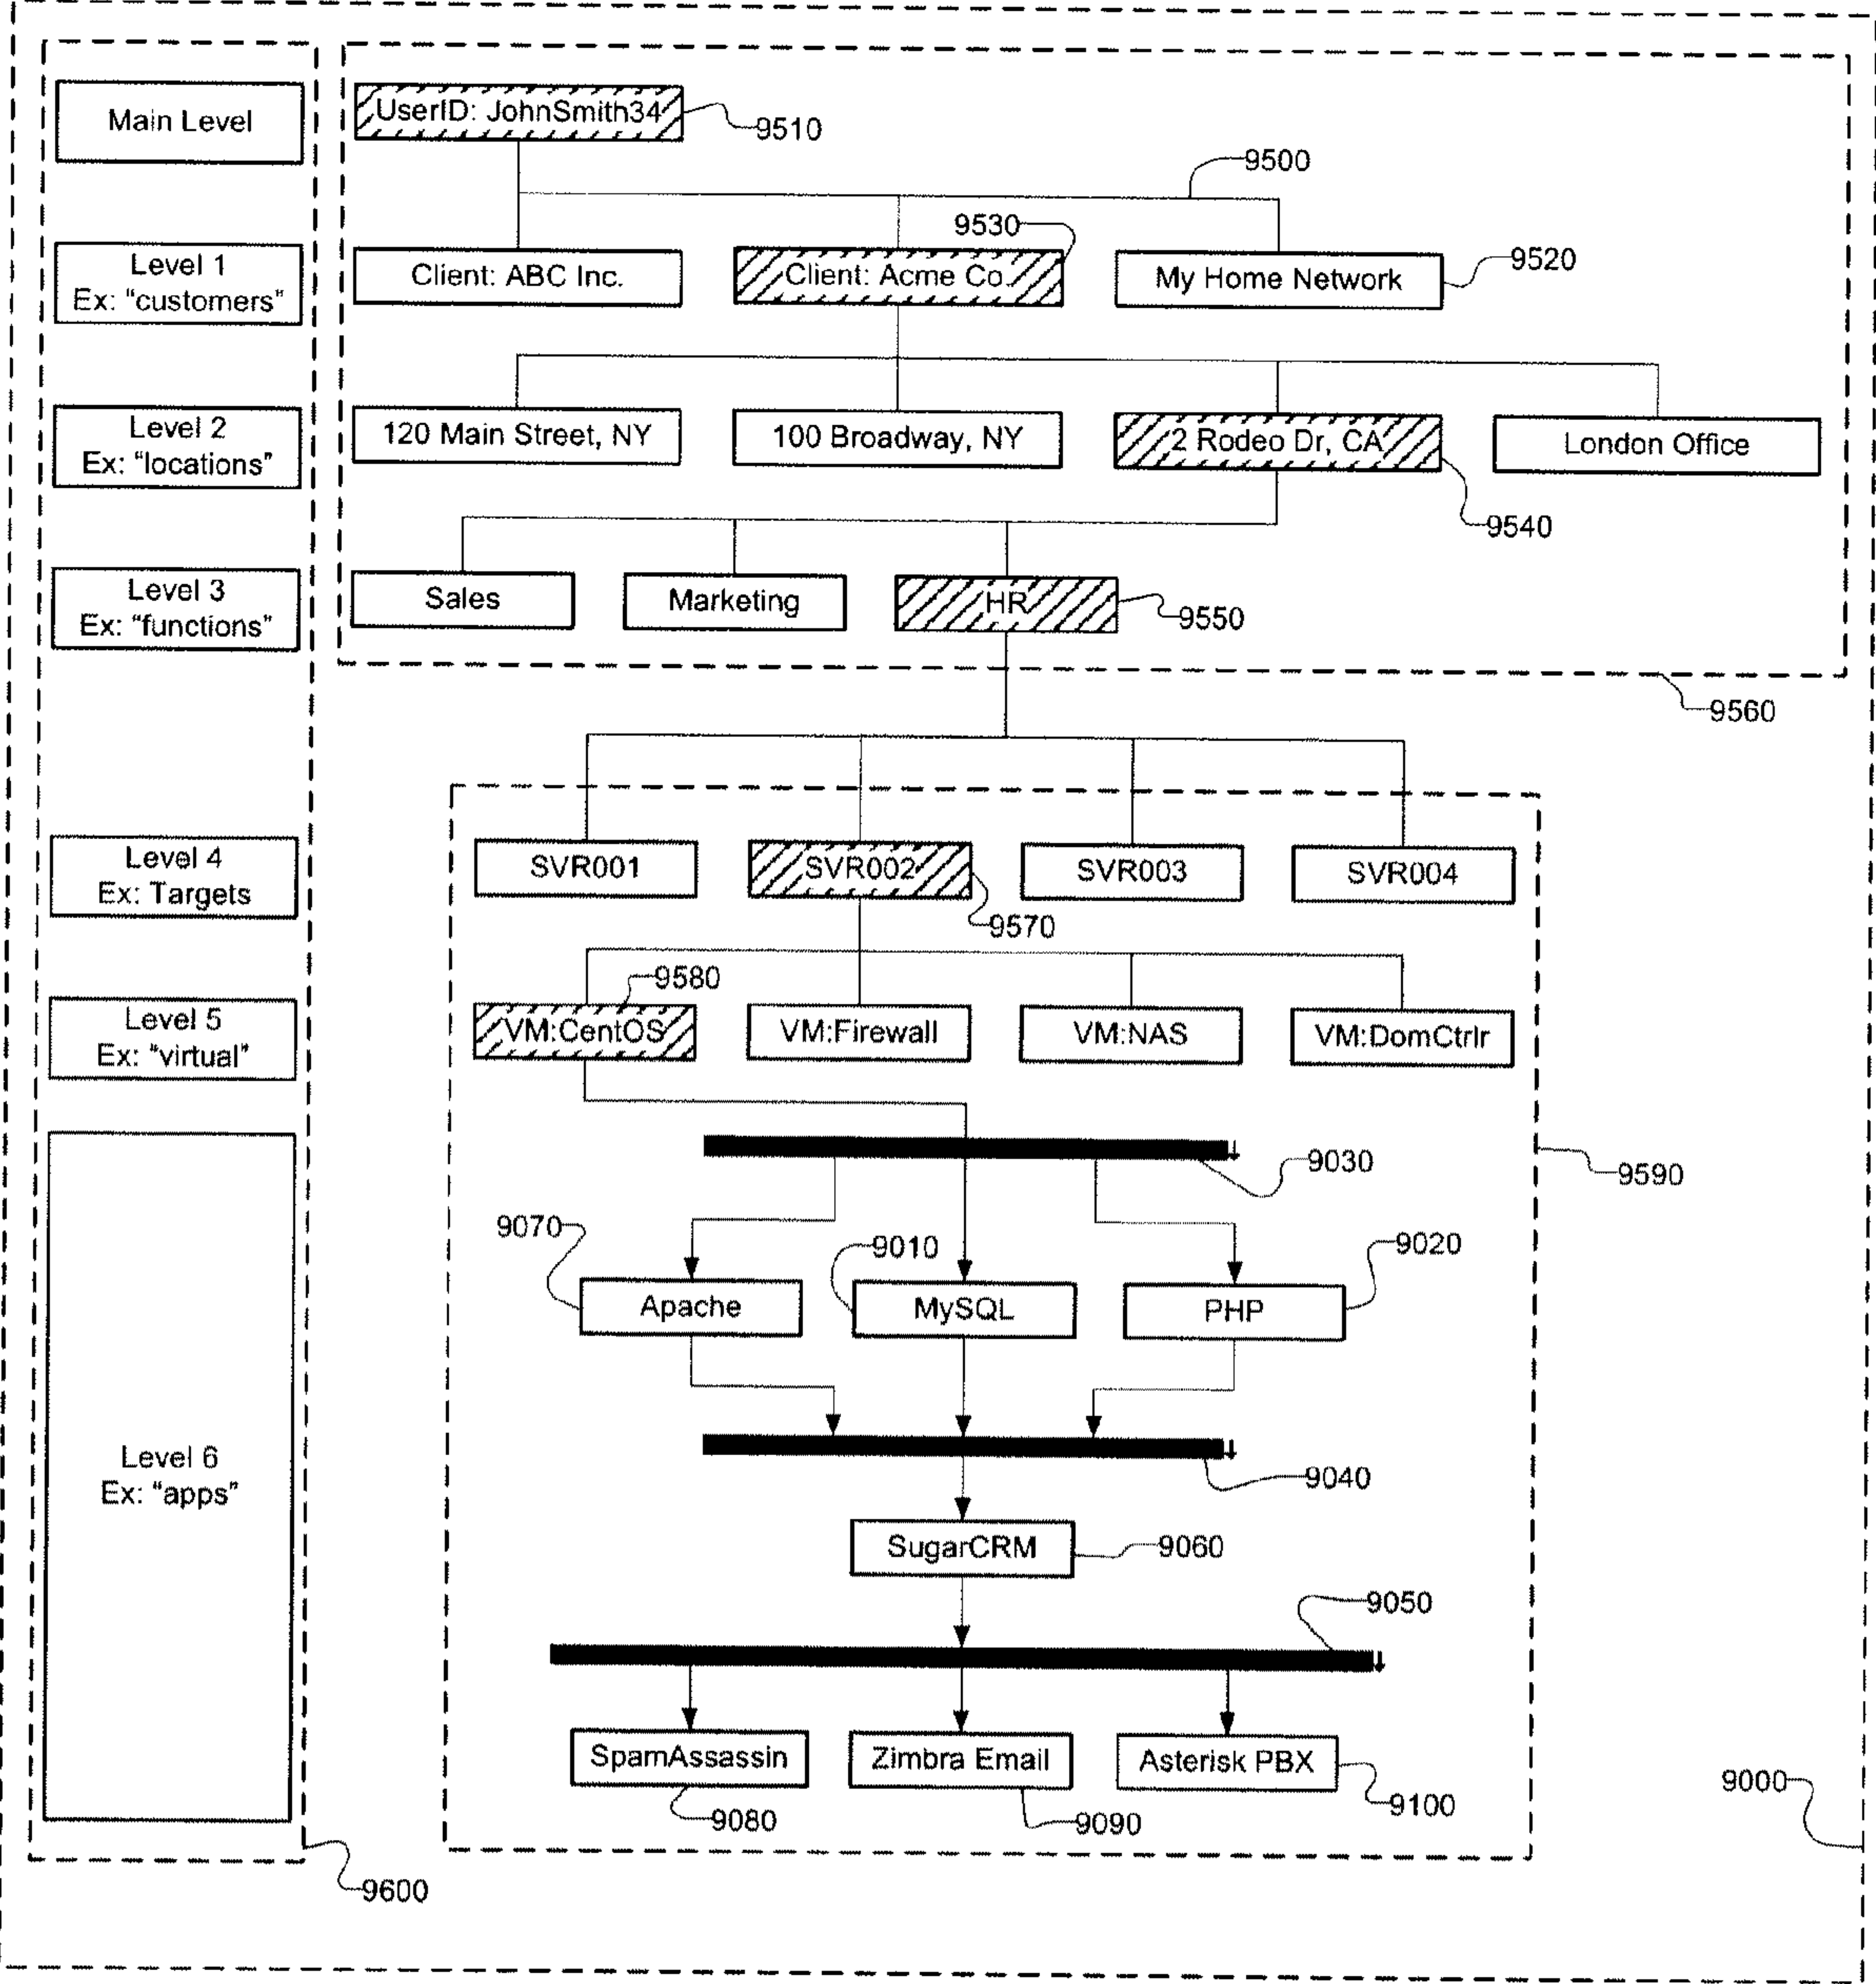 Main Level
UserID: JohnSmith34
9510
9500
9530
Level 1
Ex: “customers”
Client: ABC Inc.
Client: Acme Co.
My Home Network
9520
Level 2
Ex: “locations”
120 Main Street, NY
100 Broadway, NY
2 Rodeo Dr, CA
London Office
9540
Level 3
Ex: “functions”
Sales
Marketing
HR
9550
9560
Level 4
Ex: Targets
SVR001
SVR002
SVR003
SVR004
9570
9580
Level 5
Ex: “virtual”
VM:CentOS
VM:Firewall
VM:NAS
VM:DomCtrlr
9030
9590
9070
9010
9020
Apache
MySQL
PHP
Level 6
Ex: “apps”
9040
SugarCRM
9060
9050
SpamAssassin
Zimbra Email
Asterisk PBX
9080
9090
9100
9000
9600